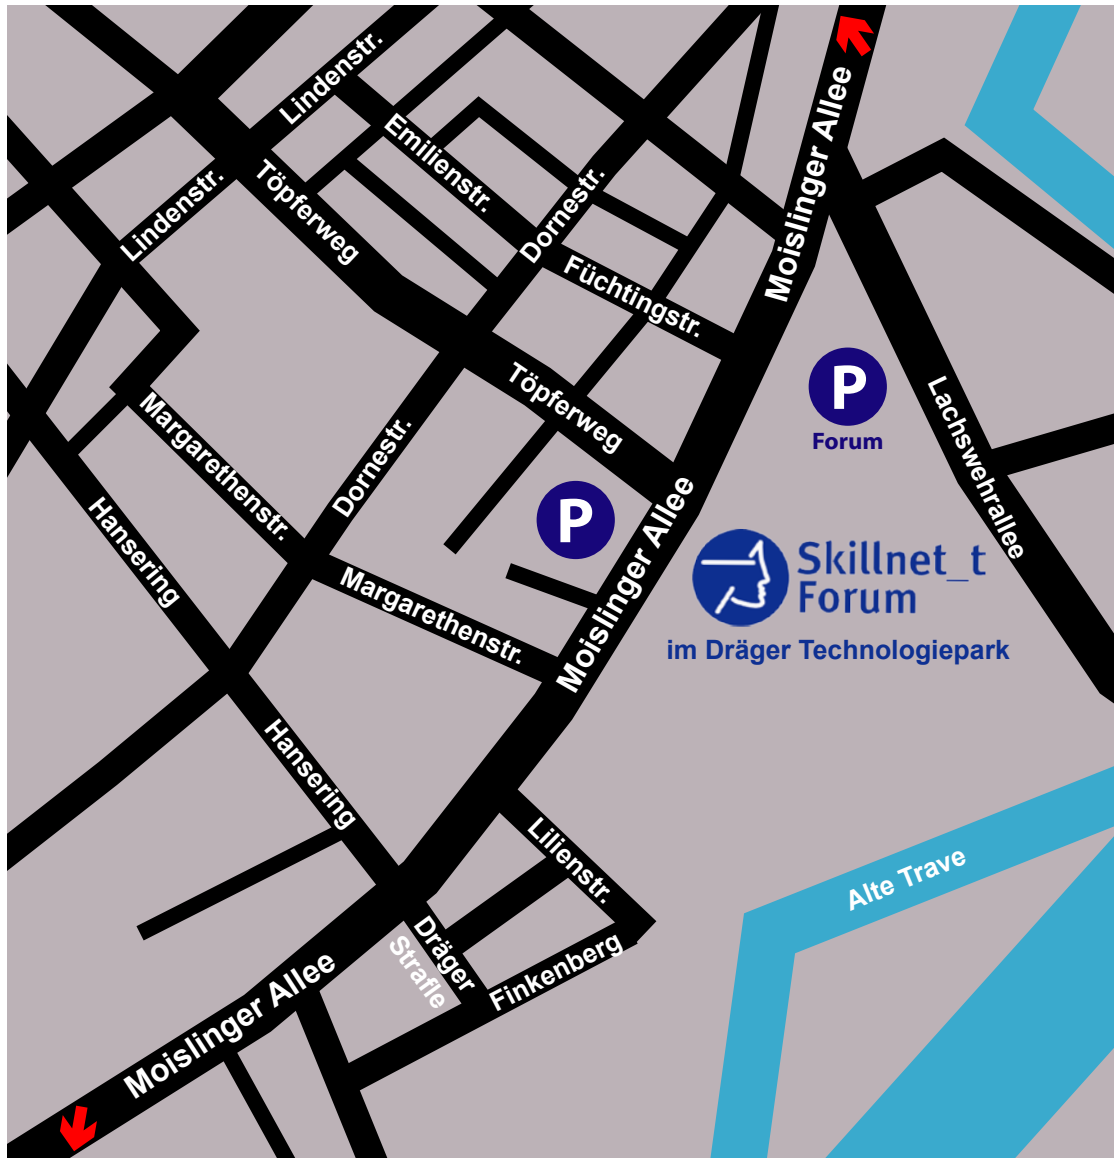 Lindenstr.
Moislinger Allee
Emilienstr.
Lindenstr.
Töpferweg
Dornestr.
Füchtingstr.
P
Forum
Töpferweg
Lachswehrallee
Margarethenstr.
Dornestr.
P
Hansering
Moislinger Allee
Skillnet_t
Forum
im Dräger Technologiepark
Margarethenstr.
Hansering
Lilienstr.
Alte Trave
Dräger
Strafle
Finkenberg
Moislinger Allee